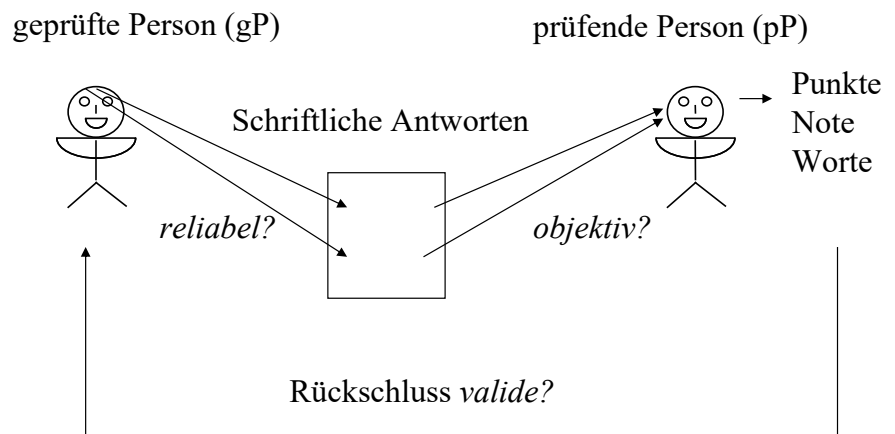 geprüfte Person (gP)
prüfende Person (pP)
Schriftliche Antworten
Punkte
Note
Worte
reliabel?
objektiv?
Rückschluss valide?